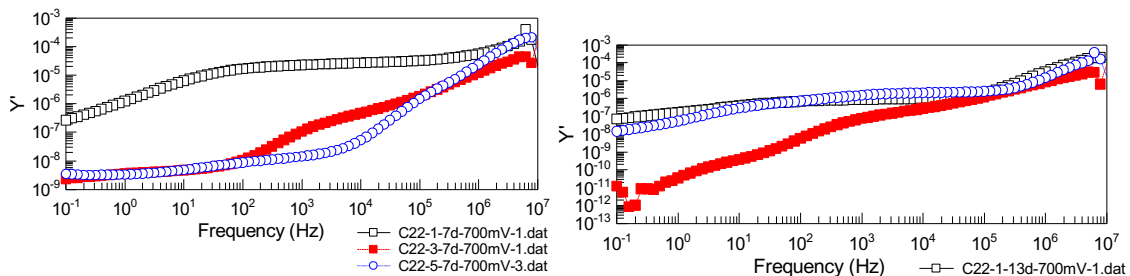 10⁻³
10⁻⁴
10⁻⁵
10⁻⁶
10⁻⁷
10⁻⁸
10⁻⁹
Y'
10⁻¹ 10⁰ 10¹ 10² 10³ 10⁴ 10⁵ 10⁶ 10⁷
Frequency (Hz)
C22-1-7d-700mV-1.dat
C22-3-7d-700mV-1.dat
C22-5-7d-700mV-3.dat
10⁻³
10⁻⁴
10⁻⁵
10⁻⁶
10⁻⁷
10⁻⁸
10⁻⁹
10⁻¹⁰
10⁻¹¹
10⁻¹²
10⁻¹³
Y'
10⁻¹ 10⁰ 10¹ 10² 10³ 10⁴ 10⁵ 10⁶ 10⁷
Frequency (Hz)
C22-1-13d-700mV-1.dat